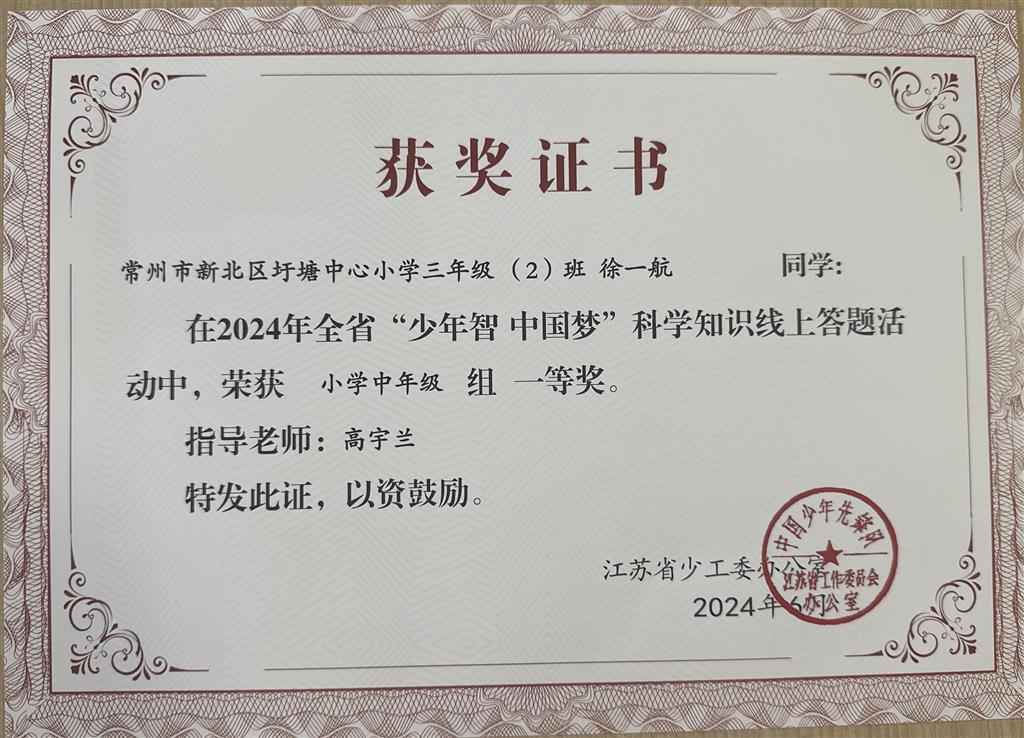 获奖证书
常州市新北区圩塘中心小学三年级（2）班 徐一航 同学：
在2024年全省“少年智 中国梦”科学知识线上答题活
动中，荣获 小学中年级 组 一等奖。
指导老师：高宇兰
特发此证，以资鼓励。
江苏省少工委办公室
2024年6月
中国少年先锋队
江苏省工作委员会
办公室